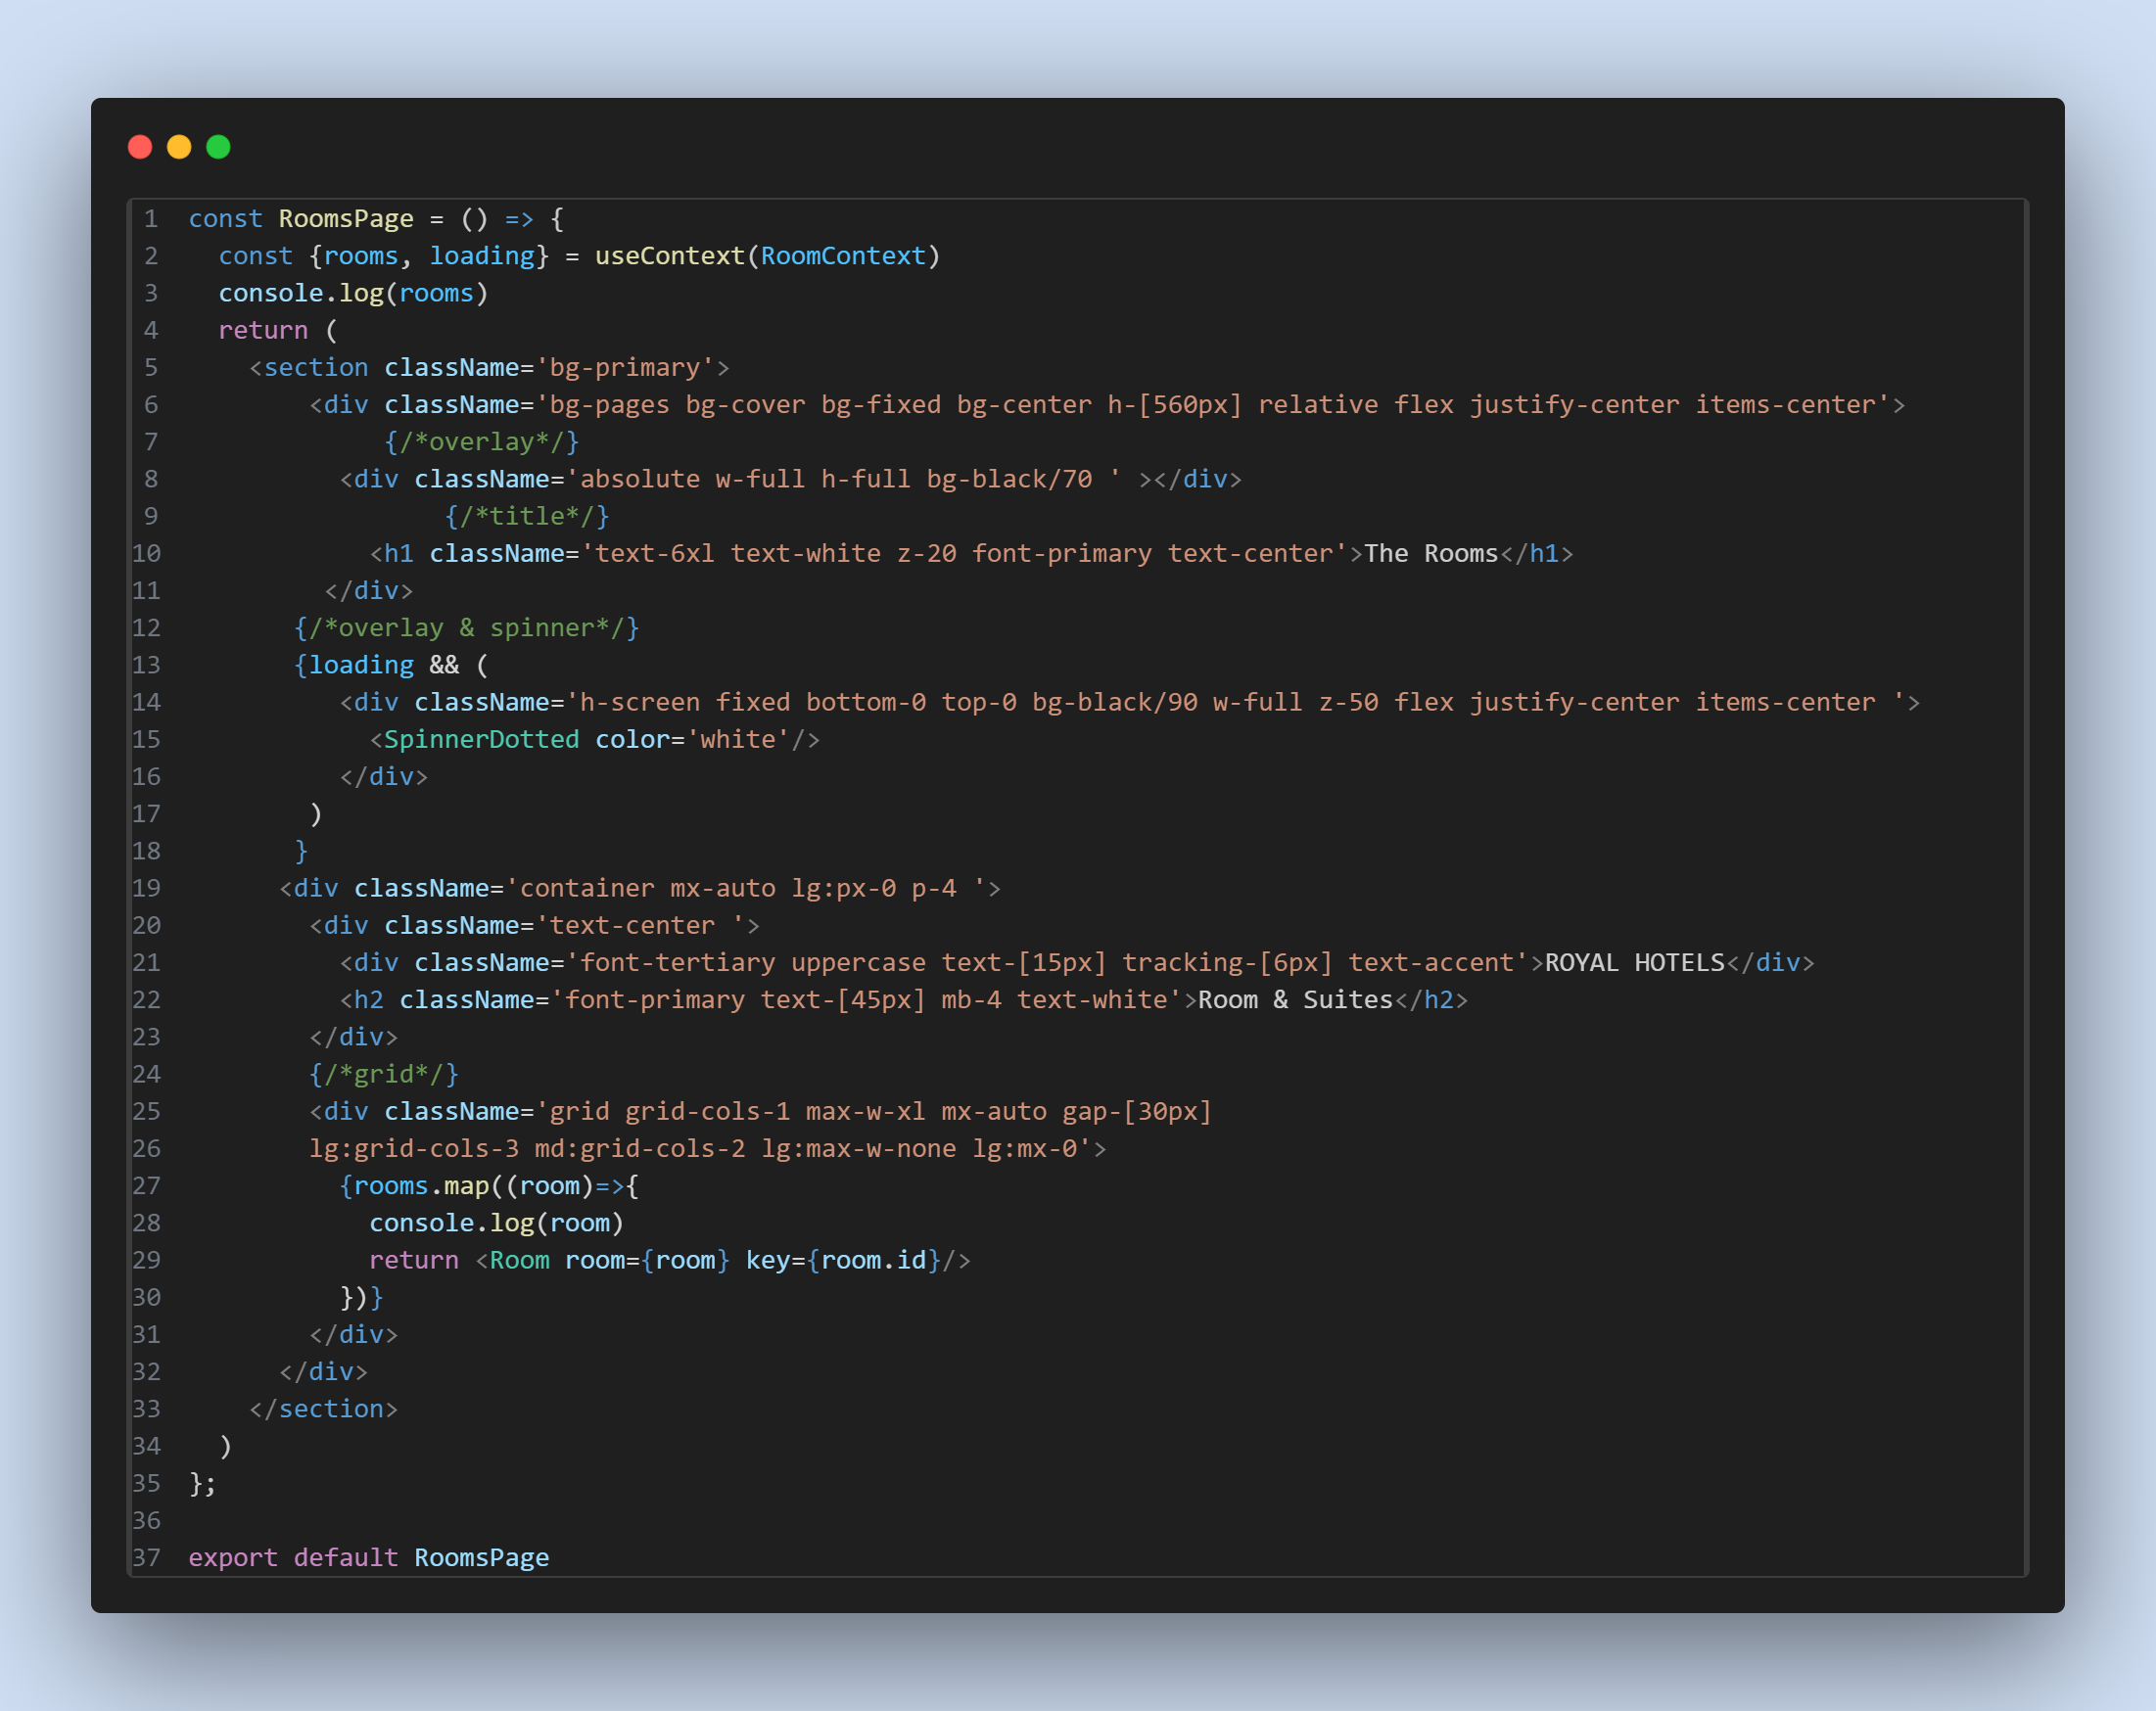 1 const RoomsPage = () => {
2   const {rooms, loading} = useContext(RoomContext)
3   console.log(rooms)
4   return (
5     <section className='bg-primary'>
6         <div className='bg-pages bg-cover bg-fixed bg-center h-[560px] relative flex justify-center items-center'>
7              {/*overlay*/}
8           <div className='absolute w-full h-full bg-black/70 ' ></div>
9                  {/*title*/}
10             <h1 className='text-6xl text-white z-20 font-primary text-center'>The Rooms</h1>
11          </div>
12        {/*overlay & spinner*/}
13        {loading && (
14           <div className='h-screen fixed bottom-0 top-0 bg-black/90 w-full z-50 flex justify-center items-center '>
15             <SpinnerDotted color='white'/>
16           </div>
17         )
18        }
19       <div className='container mx-auto lg:px-0 p-4 '>
20         <div className='text-center '>
21           <div className='font-tertiary uppercase text-[15px] tracking-[6px] text-accent'>ROYAL HOTELS</div>
22           <h2 className='font-primary text-[45px] mb-4 text-white'>Room & Suites</h2>
23         </div>
24         {/*grid*/}
25         <div className='grid grid-cols-1 max-w-xl mx-auto gap-[30px]
26         lg:grid-cols-3 md:grid-cols-2 lg:max-w-none lg:mx-0'>
27           {rooms.map((room)=>{
28             console.log(room)
29             return <Room room={room} key={room.id}/>
30           })}
31         </div>
32       </div>
33     </section>
34   )
35 };
36
37 export default RoomsPage